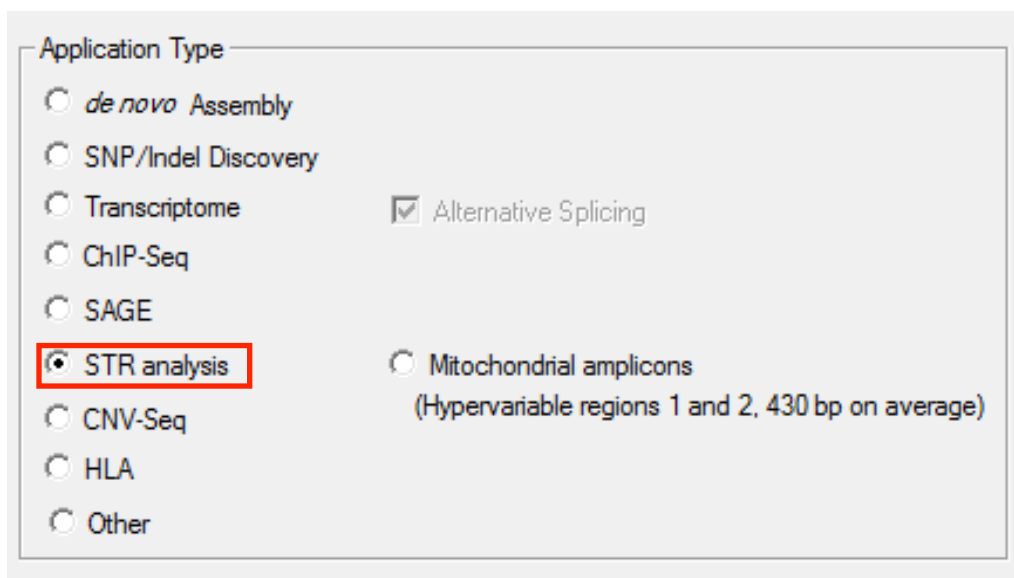 Application Type
de novo Assembly
SNP/Indel Discovery
Transcriptome
Alternative Splicing
ChIP-Seq
SAGE
STR analysis
Mitochondrial amplicons
(Hypervariable regions 1 and 2, 430 bp on average)
CNV-Seq
HLA
Other